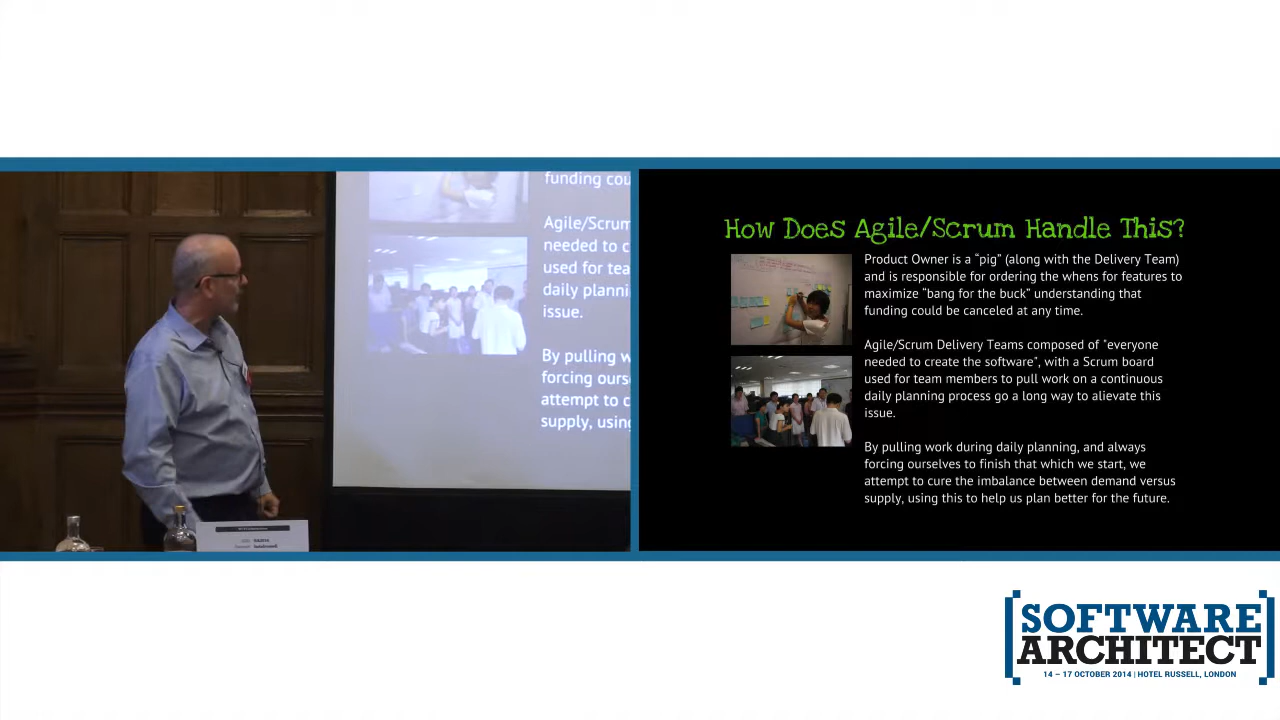 funding cou
Agile/Scrum
needed to c
used for tea
daily planni
issue.
By pulling w
forcing ours
attempt to c
supply, using
How Does Agile/Scrum Handle This?
Product Owner is a “pig” (along with the Delivery Team)
and is responsible for ordering the whens for features to
maximize “bang for the buck” understanding that
funding could be canceled at any time.
Agile/Scrum Delivery Teams composed of "everyone
needed to create the software", with a Scrum board
used for team members to pull work on a continuous
daily planning process go a long way to alievate this
issue.
By pulling work during daily planning, and always
forcing ourselves to finish that which we start, we
attempt to cure the imbalance between demand versus
supply, using this to help us plan better for the future.
[SOFTWARE
ARCHITECT]
14 – 17 OCTOBER 2014 | HOTEL RUSSELL, LONDON